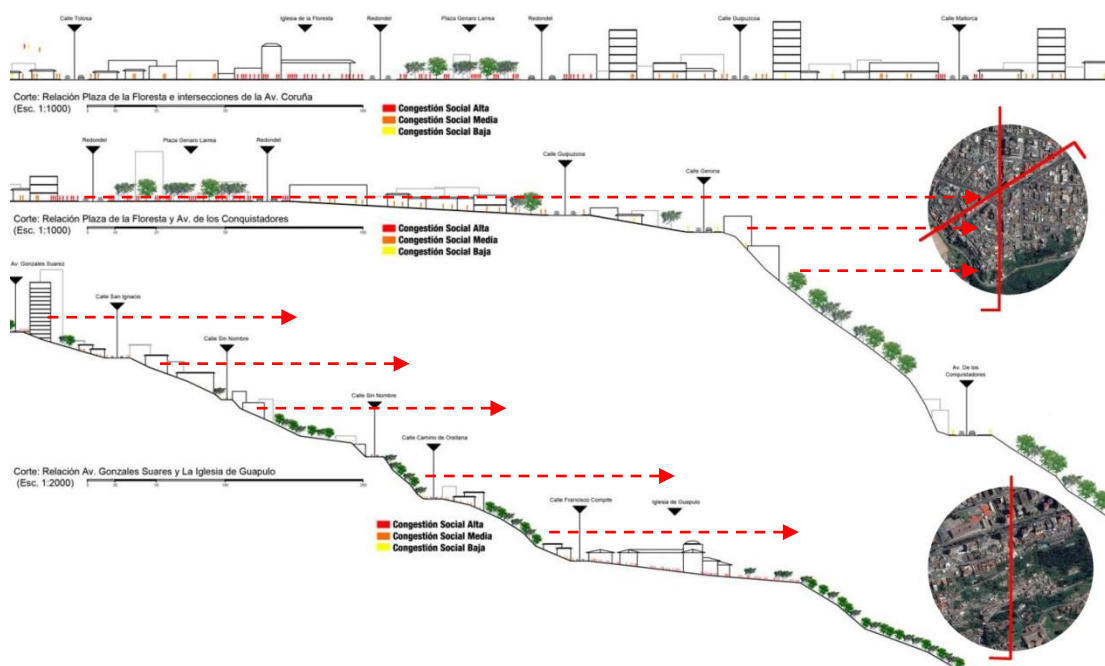 Calle Tolosa
Iglesia de la Floresta
Redondel
Plaza Genaro Larrea
Redondel
Calle Guipuzcoa
Calle Mallorca
Corte: Relación Plaza de la Floresta e intersecciones de la Av. Coruña
(Esc. 1:1000)
Congestión Social Alta
Congestión Social Media
Congestión Social Baja
Redondel
Plaza Genaro Larrea
Redondel
Calle Guipuzcoa
Calle Gerona
Corte: Relación Plaza de la Floresta y Av. de los Conquistadores
(Esc. 1:1000)
Congestión Social Alta
Congestión Social Media
Congestión Social Baja
Av. Gonzales Suarez
Calle San Ignacio
Calle Sin Nombre
Av. De los
Conquistadores
Calle Sin Nombre
Calle Camino de Orellana
Corte: Relación Av. Gonzales Suares y La Iglesia de Guapulo
(Esc. 1:2000)
Calle Francisco Compte
Iglesia de Guapulo
Congestión Social Alta
Congestión Social Media
Congestión Social Baja